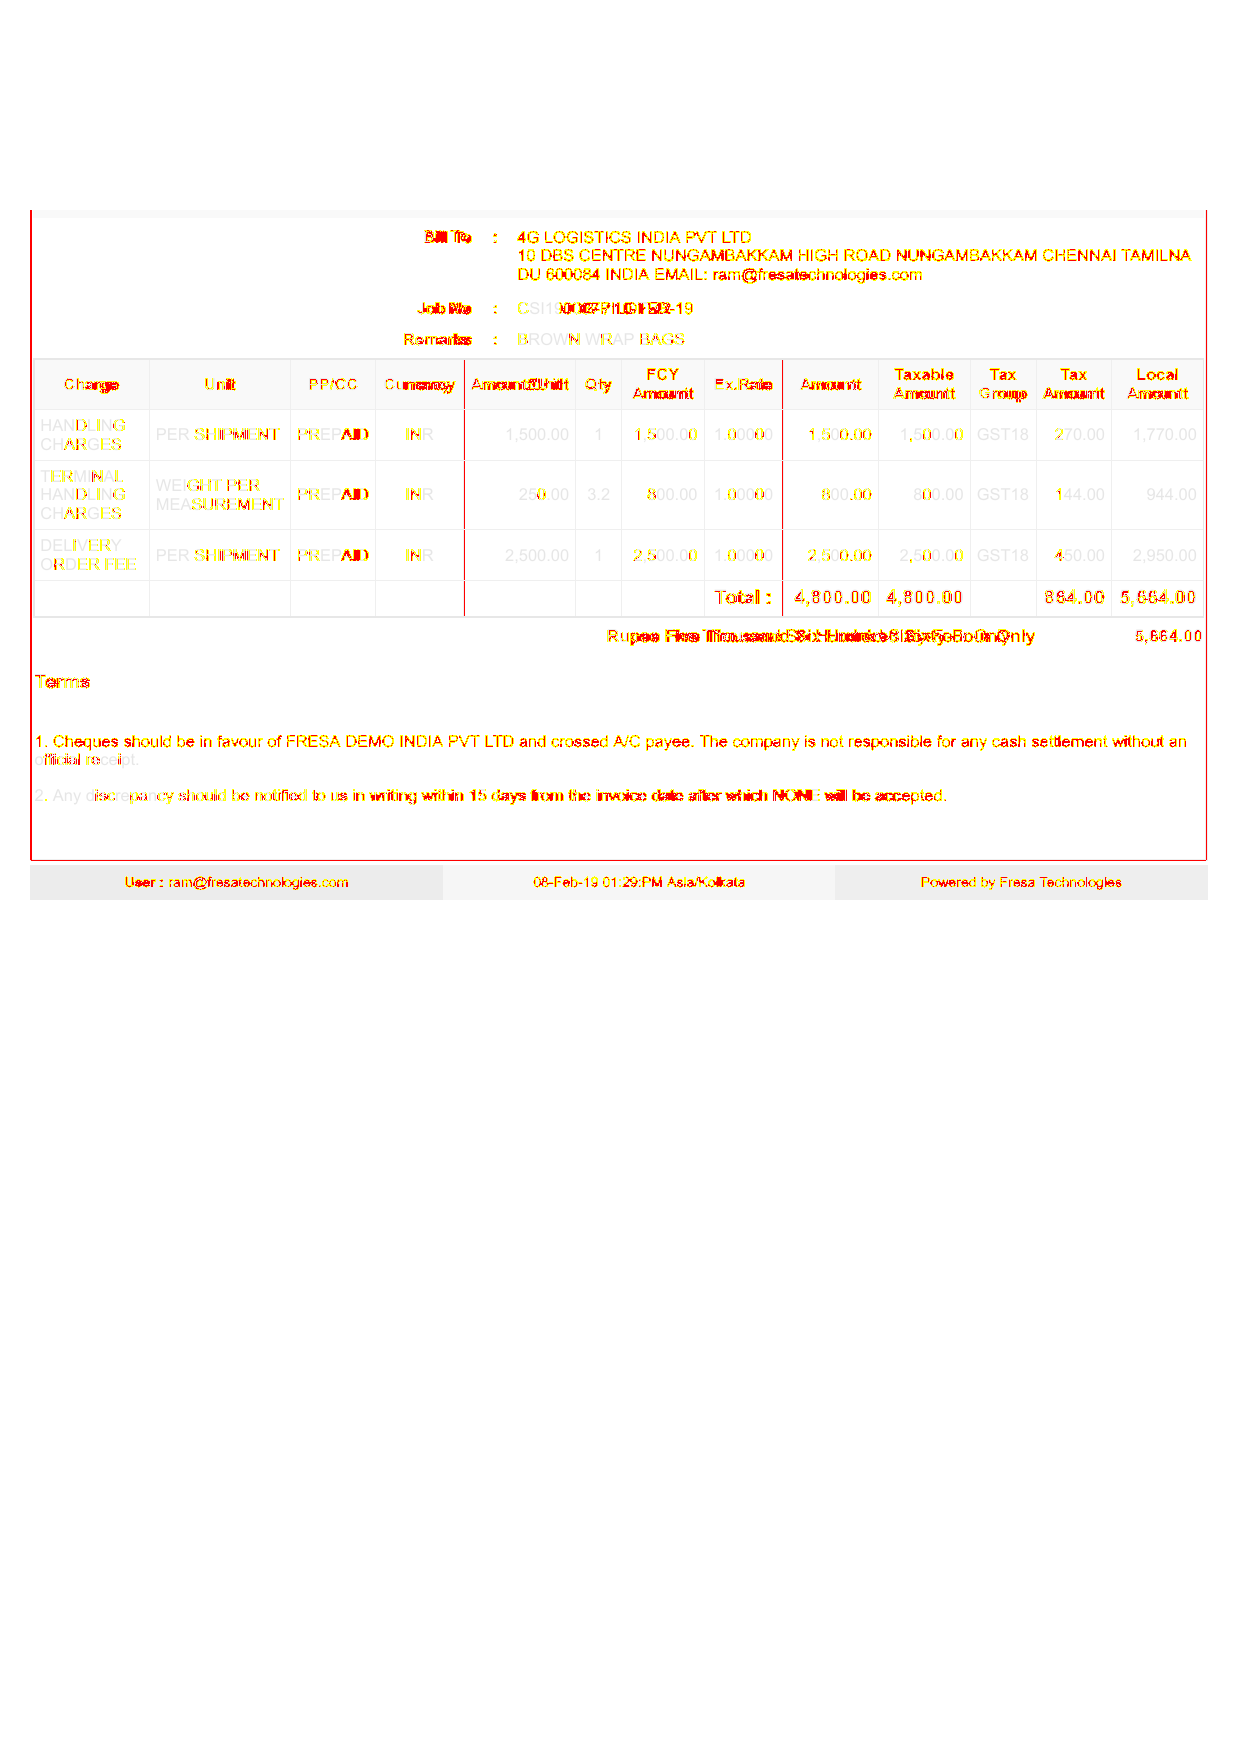 Bill To : 4G LOGISTICS INDIA PVT LTD
10 DBS CENTRE NUNGAMBAKKAM HIGH ROAD NUNGAMBAKKAM CHENNAI TAMILNA
DU 600084 INDIA EMAIL: ram@fresatechnologies.com
Job No :
Remarks : BROWN WRAP BAGS
Charge Unit PP/CC Currency Amount/Unit Qty FCY Amount Ex.Rate Amount Taxable Amount Tax Group Tax Amount Local Amount
HANDLING CHARGES PER SHIPMENT PREPAID INR 1,500.00 1 1,500.00 1.00000 1,500.00 1,500.00 GST18 270.00 1,770.00
TERMINAL HANDLING CHARGES WEIGHT PER MEASUREMENT PREPAID INR 250.00 3.2 800.00 1.00000 800.00 800.00 GST18 144.00 944.00
DELIVERY ORDER FEE PER SHIPMENT PREPAID INR 2,500.00 1 2,500.00 1.00000 2,500.00 2,500.00 GST18 450.00 2,950.00
Total : 4,800.00 4,800.00 864.00 5,664.00
Rupee Five Thousand Six Hundred Only 5,664.00
Terms
1. Cheques should be in favour of FRESA DEMO INDIA PVT LTD and crossed A/C payee. The company is not responsible for any cash settlement without an
official receipt.
2. Any discrepancy should be notified to us in writing within 15 days from the invoice date after which NONE will be accepted.
User : ram@fresatechnologies.com 08-Feb-19 01:29:PM Asia/Kolkata Powered by Fresa Technologies